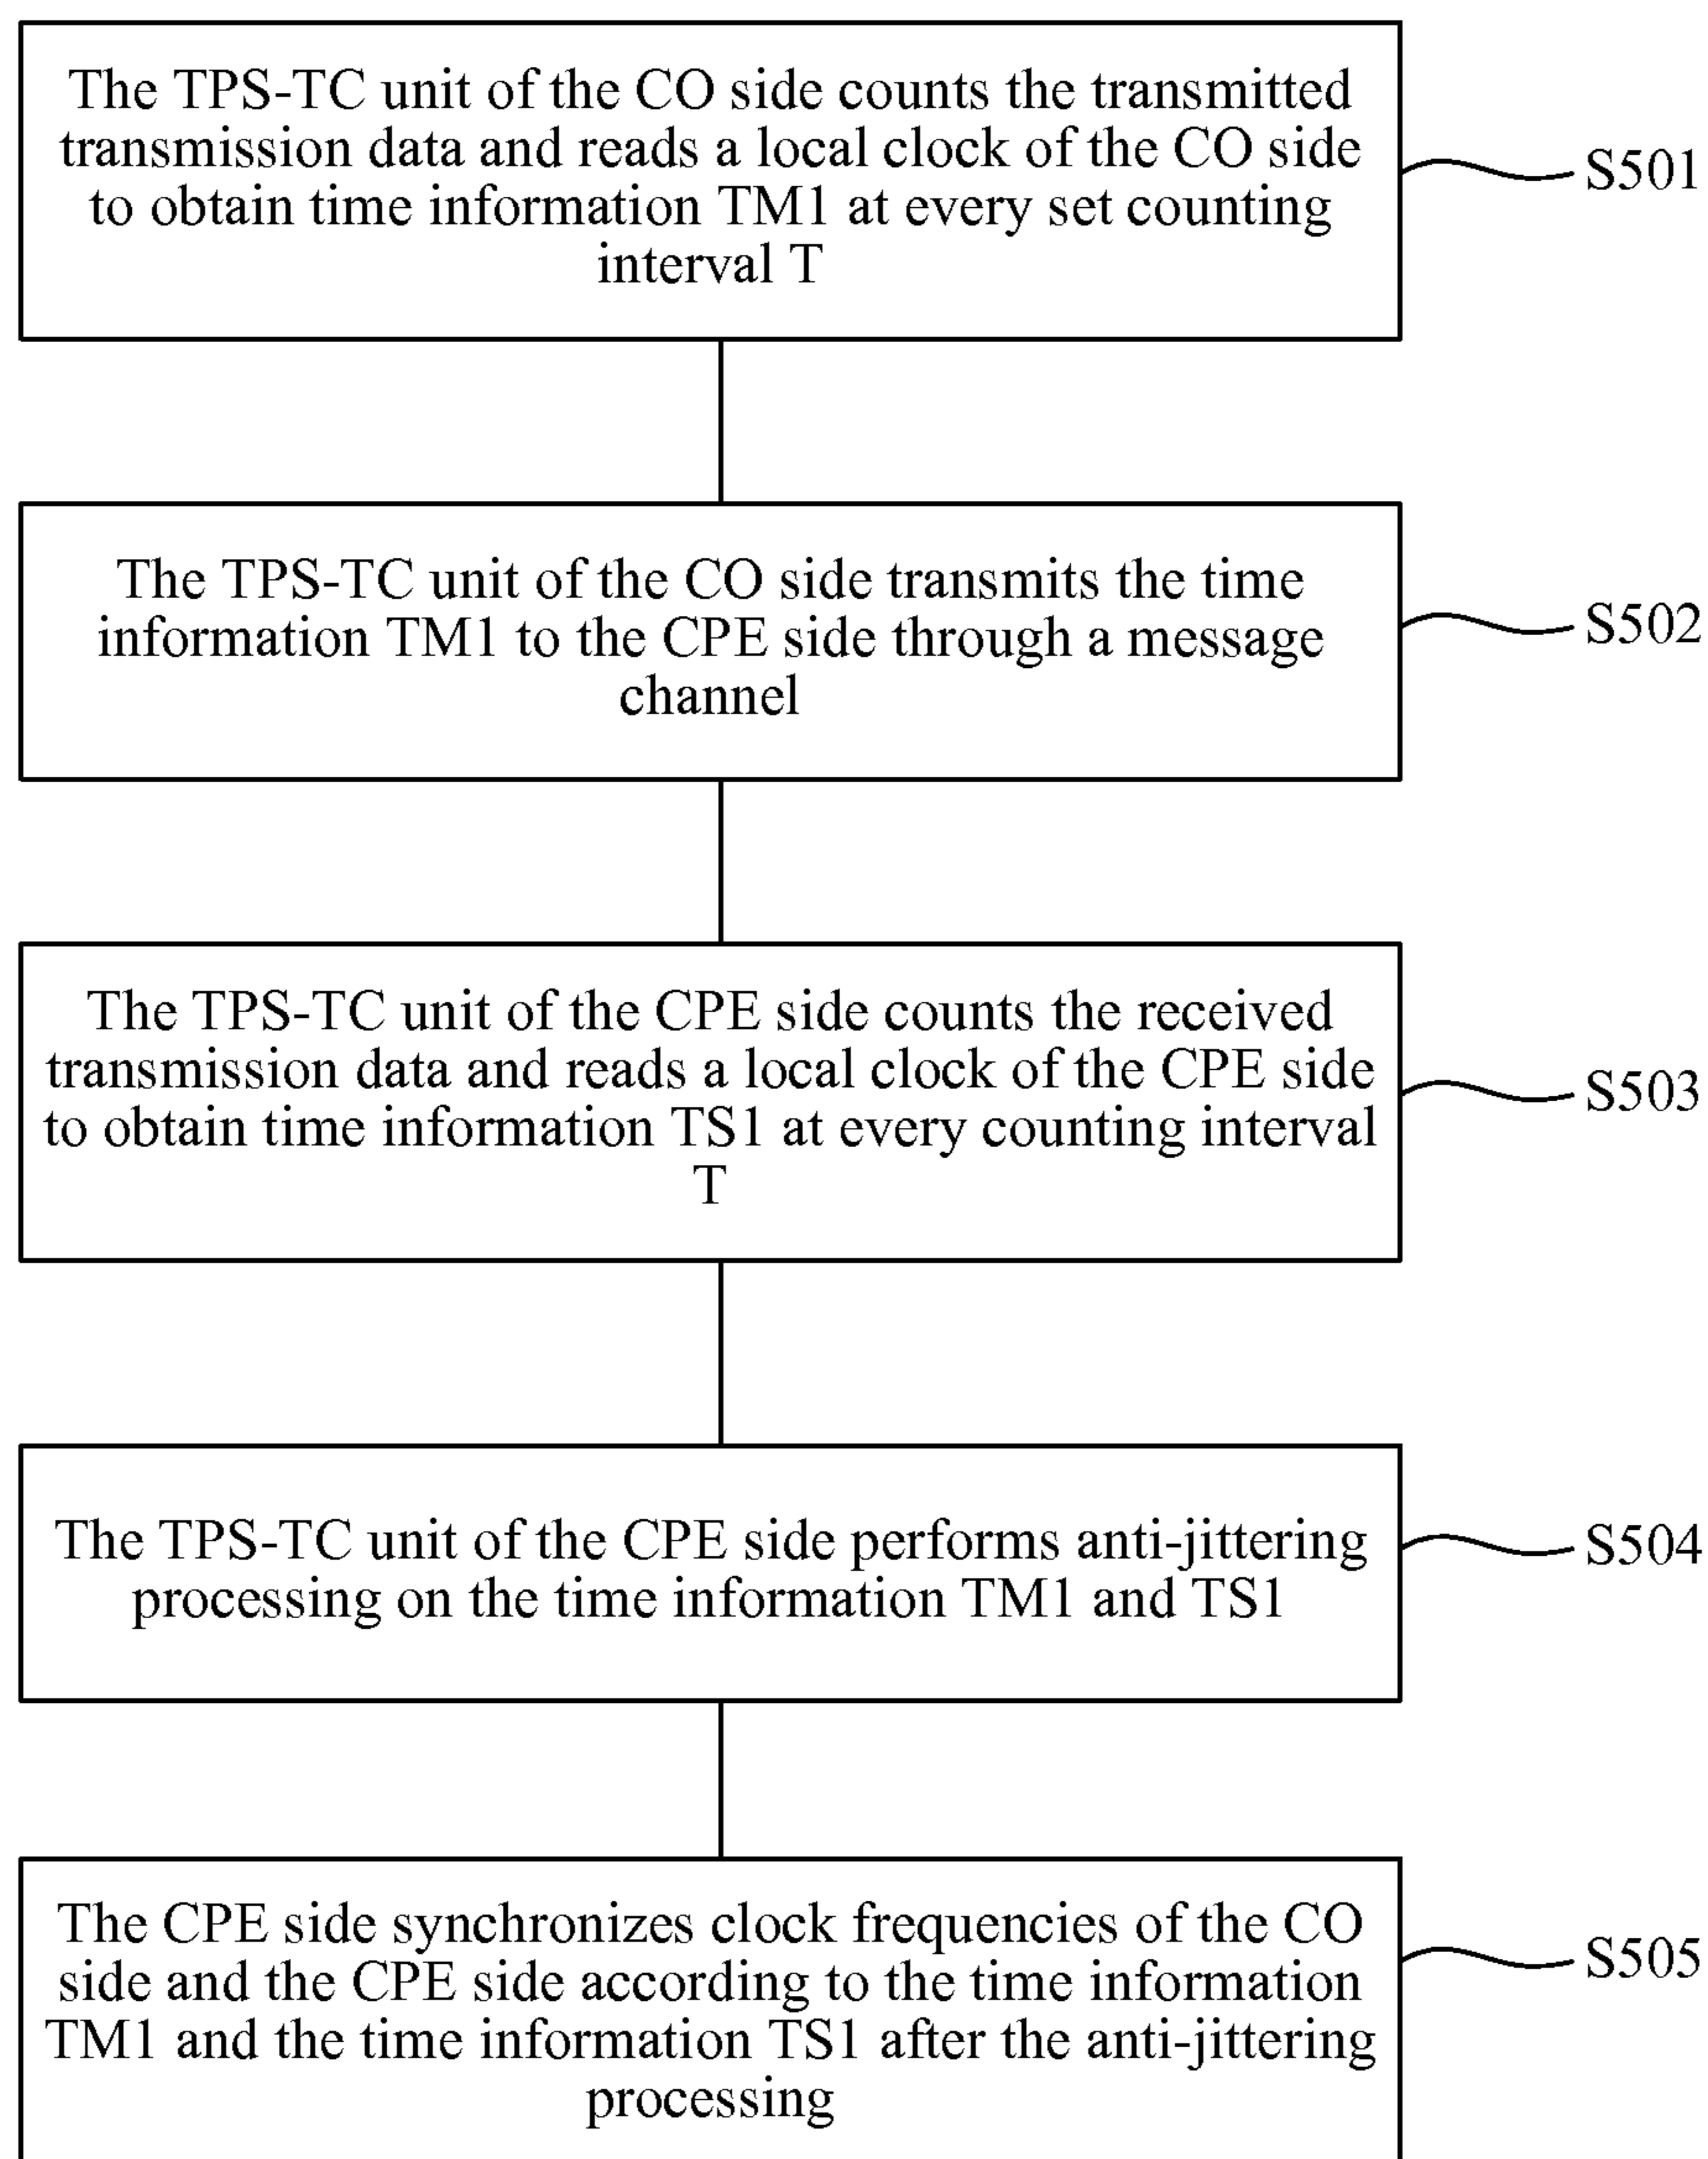 The TPS-TC unit of the CO side counts the transmitted
transmission data and reads a local clock of the CO side
to obtain time information TM1 at every set counting
interval T
S501
The TPS-TC unit of the CO side transmits the time
information TM1 to the CPE side through a message
channel
S502
The TPS-TC unit of the CPE side counts the received
transmission data and reads a local clock of the CPE side
to obtain time information TS1 at every counting interval
T
S503
The TPS-TC unit of the CPE side performs anti-jittering
processing on the time information TM1 and TS1
S504
The CPE side synchronizes clock frequencies of the CO
side and the CPE side according to the time information
TM1 and the time information TS1 after the anti-jittering
processing
S505